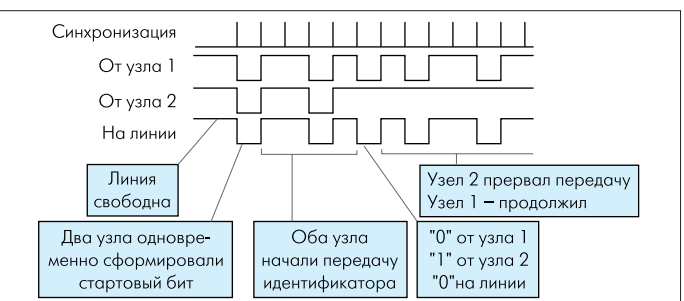 Синхронизация
От узла 1
От узла 2
На линии
Линия
свободна
Узел 2 прервал передачу
Узел 1 – продолжил
Два узла одновре-
менно сформировали
стартовый бит
Оба узла
начали передачу
идентификатора
"0" от узла 1
"1" от узла 2
"0"на линии